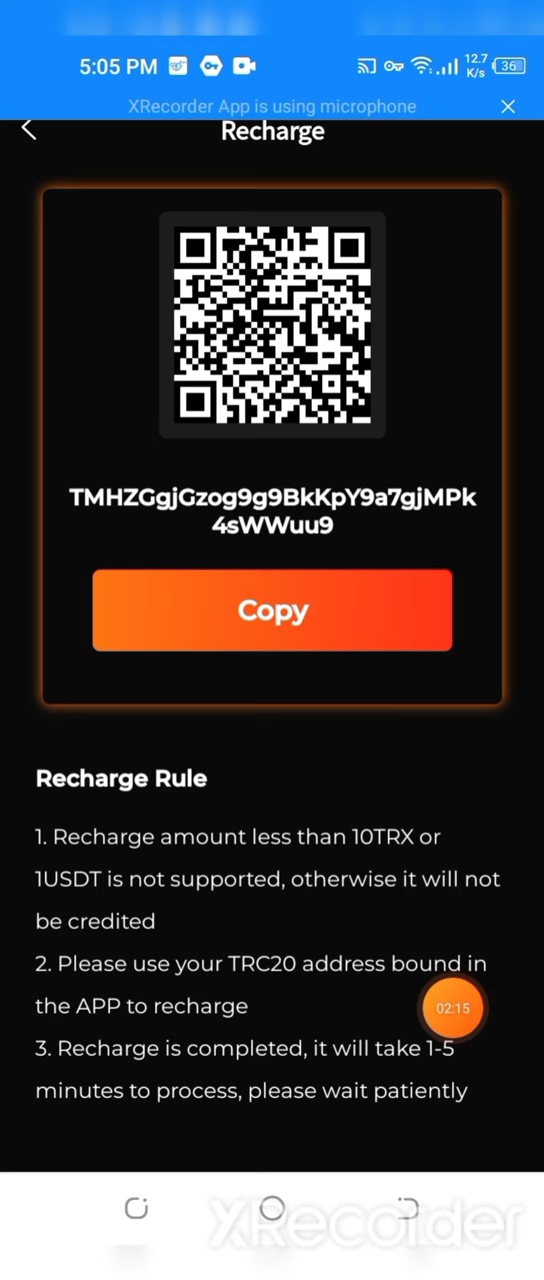 5:05 PM
12.7
K/s
36
XRecorder App is using microphone
Recharge
TMHZGgjGzog9g9BkKpY9a7gjMPk
4sWWuu9
Copy
Recharge Rule
1. Recharge amount less than 10TRX or
1USDT is not supported, otherwise it will not
be credited
2. Please use your TRC20 address bound in
the APP to recharge
02:15
3. Recharge is completed, it will take 1-5
minutes to process, please wait patiently
XRecorder